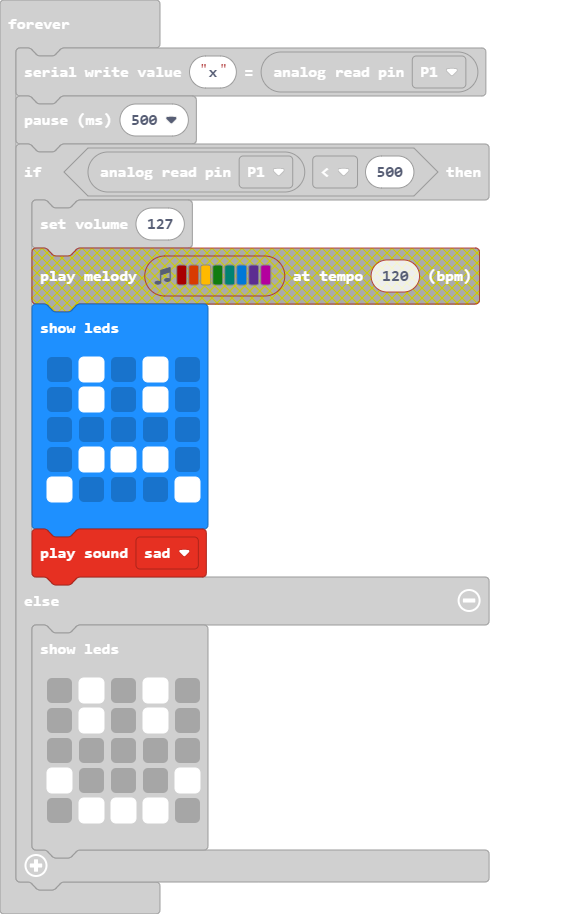 forever
serial write value "x" = analog read pin P1
pause (ms) 500
if analog read pin P1 < 500 then
set volume 127
play melody at tempo 120 (bpm)
show leds
play sound sad
else
show leds